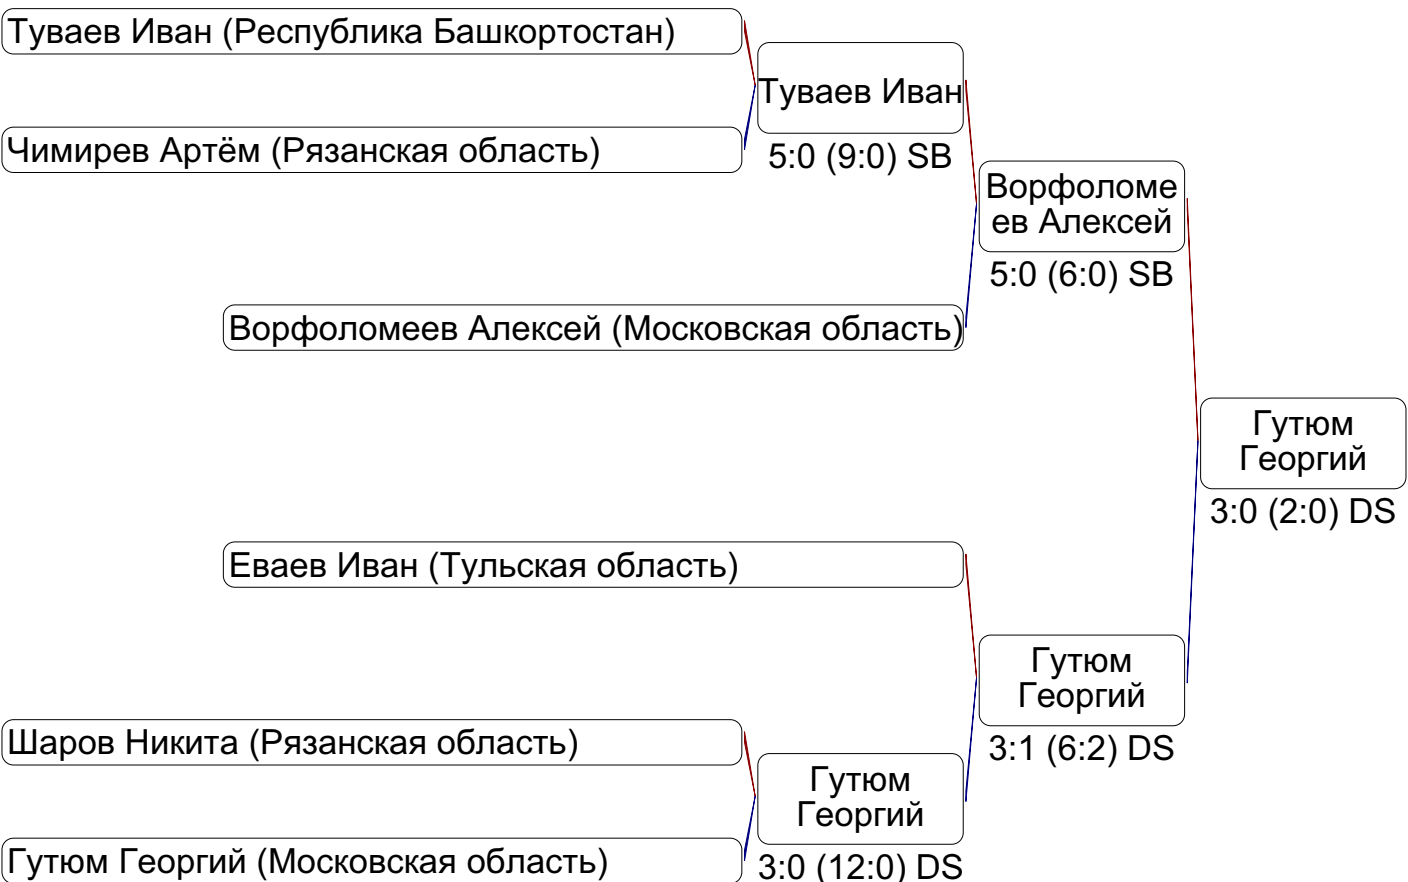 Туваев Иван (Республика Башкортостан)
Туваев Иван
Чимирев Артём (Рязанская область)
5:0 (9:0) SB
Ворфоломе
ев Алексей
5:0 (6:0) SB
Ворфоломеев Алексей (Московская область)
Гутюм
Георгий
3:0 (2:0) DS
Еваев Иван (Тульская область)
Гутюм
Георгий
3:1 (6:2) DS
Шаров Никита (Рязанская область)
Гутюм
Георгий
Гутюм Георгий (Московская область)
3:0 (12:0) DS